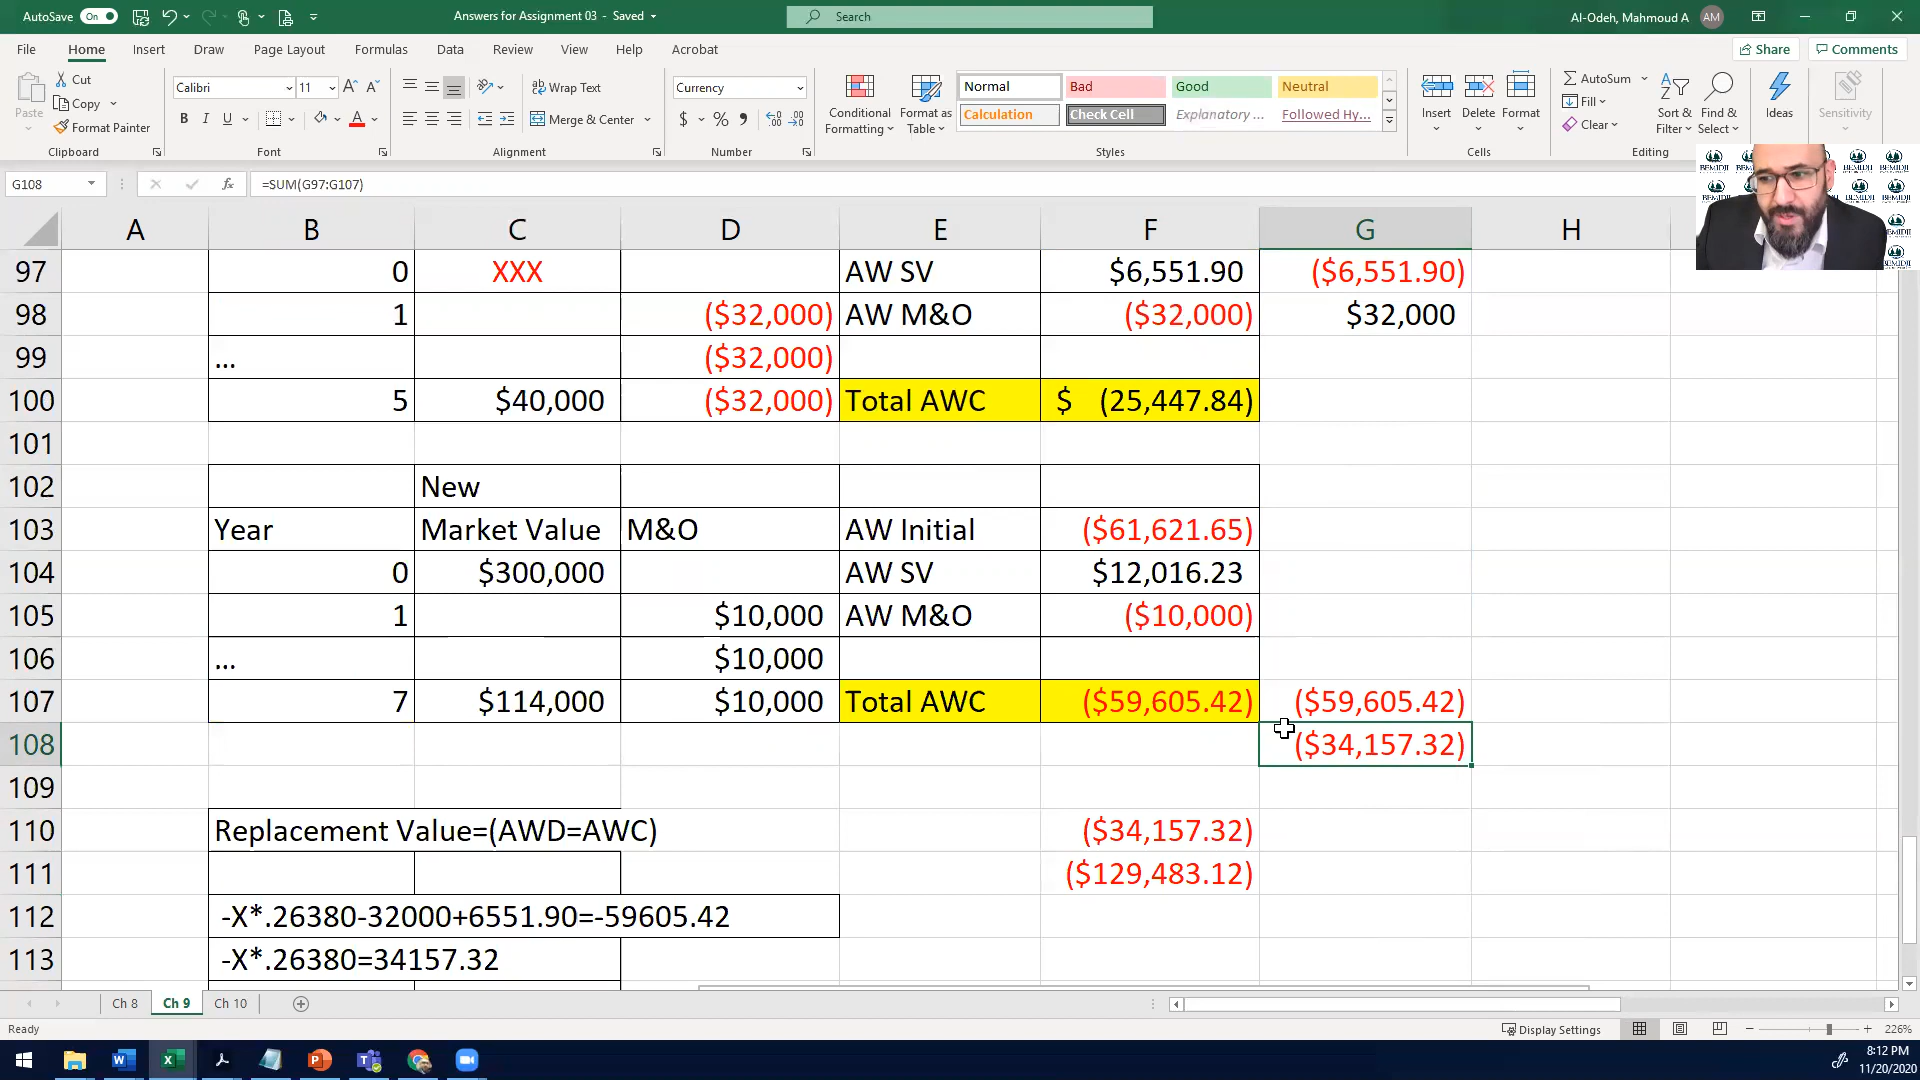 AutoSave On
Answers for Assignment 03 - Saved
Search
Al-Odeh, Mahmoud A AM
File Home Insert Draw Page Layout Formulas Data Review View Help Acrobat
Share Comments
Paste
Cut
Copy
Format Painter
Clipboard
Calibri 11
B I U
Font
Wrap Text
Merge & Center
Alignment
Currency
$ % 9
Number
Conditional Formatting
Format as Table
Normal Bad Good Neutral
Calculation Check Cell Explanatory ... Followed Hy...
Styles
Insert Delete Format
Cells
AutoSum
Fill
Clear
Sort & Filter
Find & Select
Editing
Ideas
Sensitivity
G108 fx =SUM(G97:G107)
A B C D E F G H
97 0 XXX AW SV $6,551.90 ($6,551.90)
98 1 ($32,000) AW M&O ($32,000) $32,000
99 ... ($32,000)
100 5 $40,000 ($32,000) Total AWC $ (25,447.84)
101
102 New
103 Year Market Value M&O AW Initial ($61,621.65)
104 0 $300,000 AW SV $12,016.23
105 1 $10,000 AW M&O ($10,000)
106 ... $10,000
107 7 $114,000 $10,000 Total AWC ($59,605.42) ($59,605.42)
108 ($34,157.32)
109
110 Replacement Value=(AWD=AWC) ($34,157.32)
111 ($129,483.12)
112 -X*.26380-32000+6551.90=-59605.42
113 -X*.26380=34157.32
Ch 8 Ch 9 Ch 10
Ready
Display Settings
226%
8:12 PM
11/20/2020
BEMIDJI